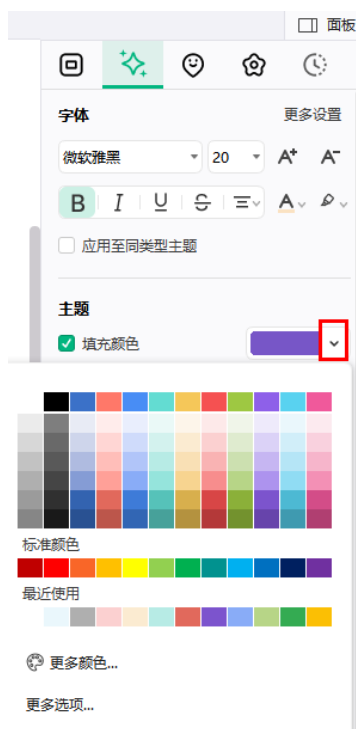 面板
字体 更多设置
微软雅黑 20 A+ A-
B I U S A
应用至同类型主题
主题
填充颜色
标准颜色
最近使用
更多颜色...
更多选项...